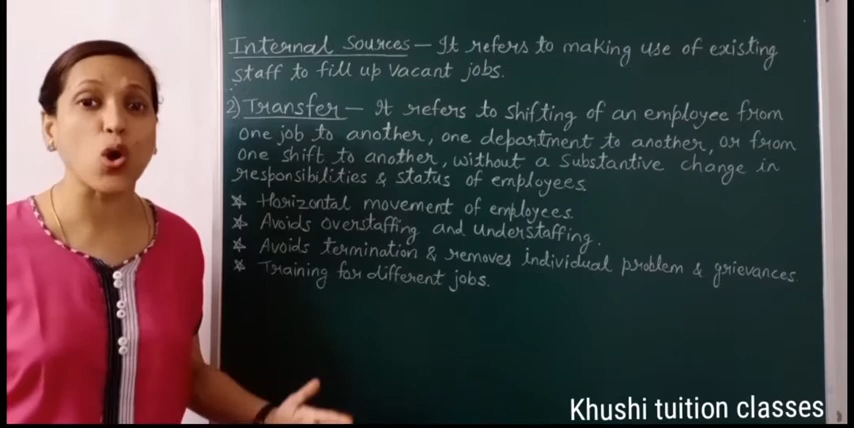 Internal Sources - It refers to making use of existing
staff to fill up vacant jobs.
2) Transfer - It refers to shifting of an employee from
one job to another, one department to another, or from
one shift to another, without a substantive change in
responsibilities & status of employees
* Horizontal movement of employees.
* Avoids overstaffing and understaffing.
* Avoids termination & removes individual problem & grievances.
* Training for different jobs.
Khushi tuition classes